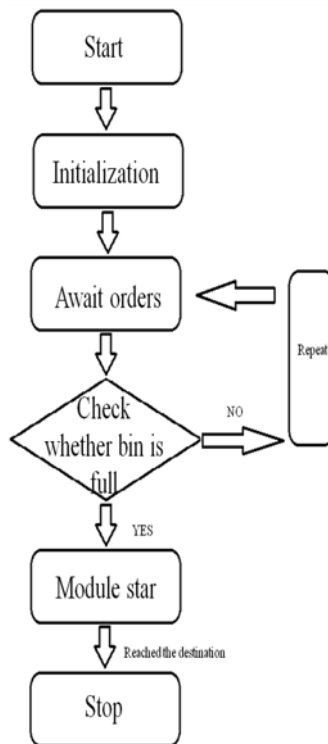 Start
Initialization
Await orders
Repeat
Check
whether bin is
full
NO
YES
Module star
Reached the destination
Stop